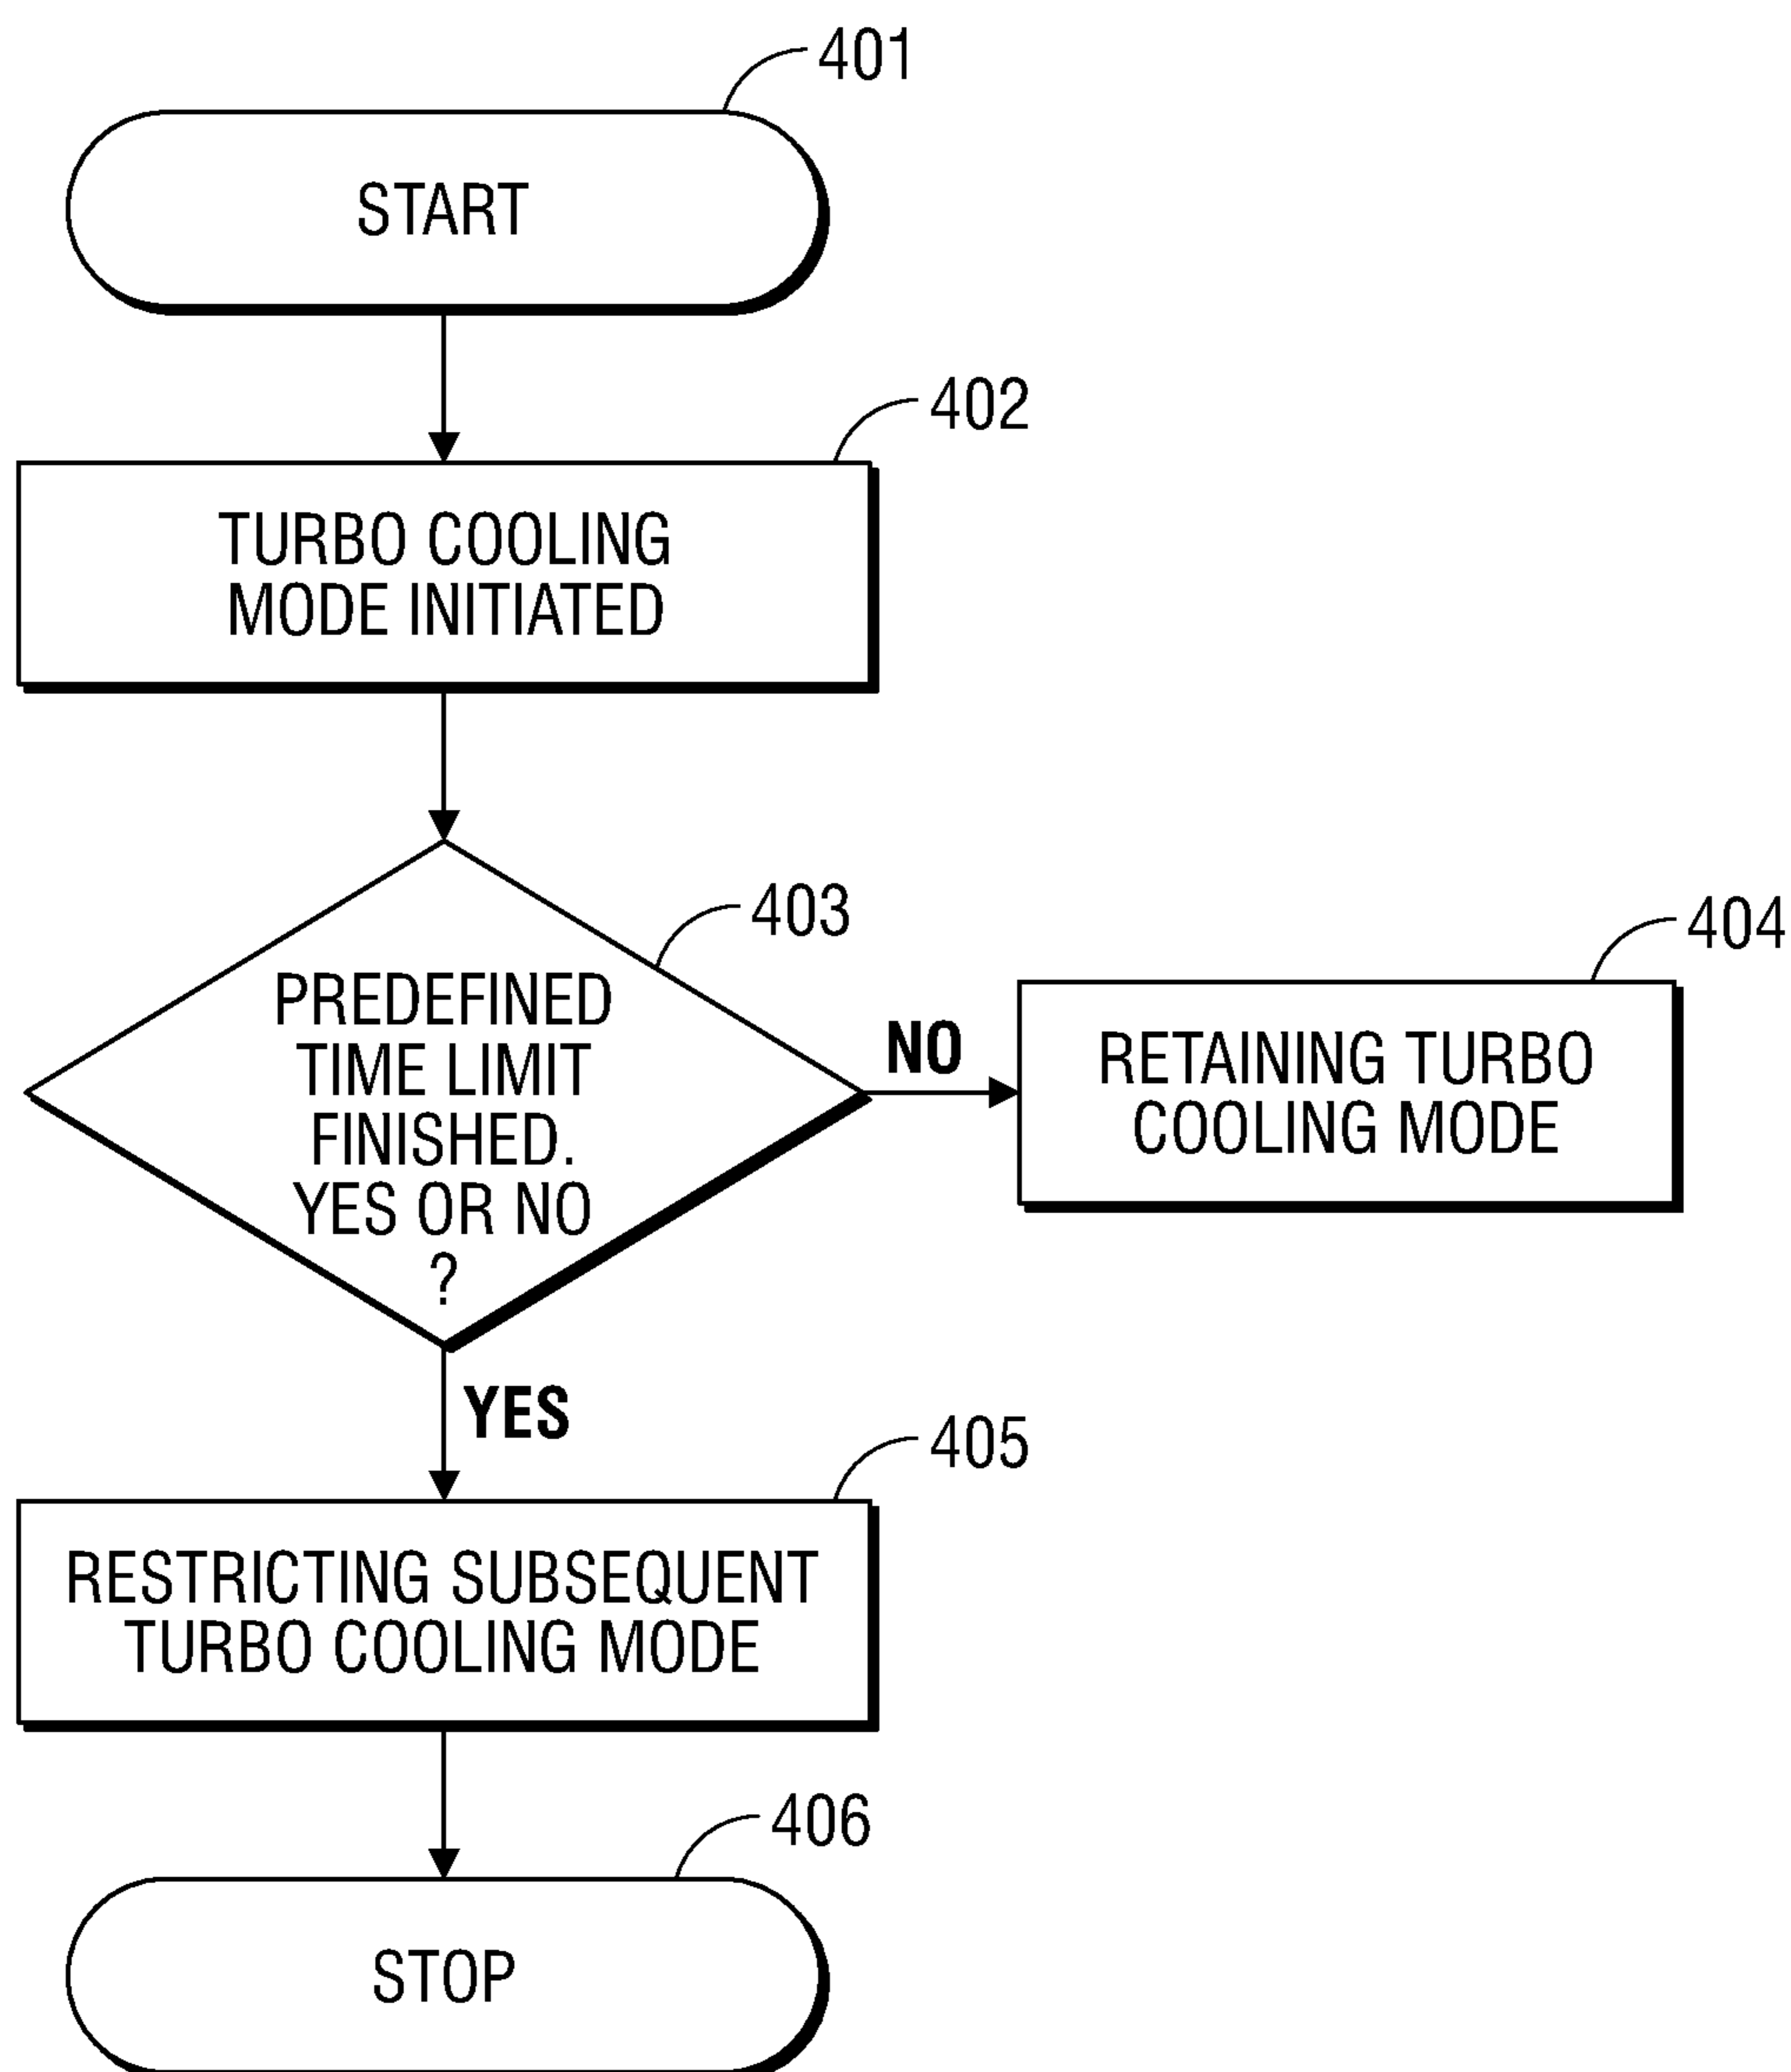 401
START
402
TURBO COOLING
MODE INITIATED
403
PREDEFINED
TIME LIMIT
FINISHED.
YES OR NO
?
NO
404
RETAINING TURBO
COOLING MODE
YES
405
RESTRICTING SUBSEQUENT
TURBO COOLING MODE
406
STOP